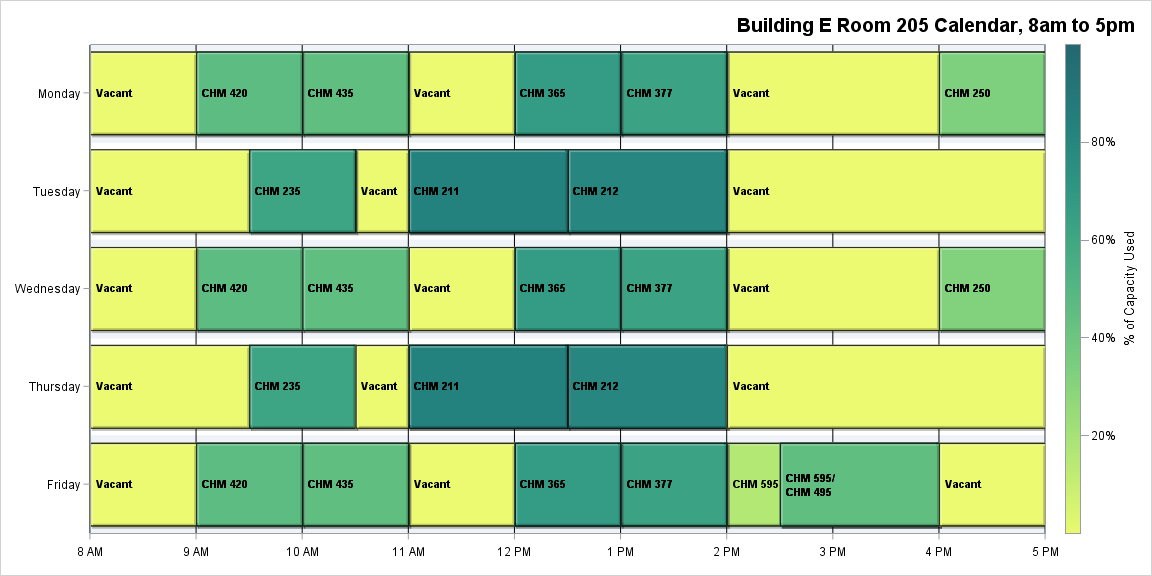 Building E Room 205 Calendar, 8am to 5pm
Monday
Vacant
CHM 420
CHM 435
Vacant
CHM 365
CHM 377
Vacant
CHM 250
Tuesday
Vacant
CHM 235
Vacant
CHM 211
CHM 212
Vacant
Wednesday
Vacant
CHM 420
CHM 435
Vacant
CHM 365
CHM 377
Vacant
CHM 250
Thursday
Vacant
CHM 235
Vacant
CHM 211
CHM 212
Vacant
Friday
Vacant
CHM 420
CHM 435
Vacant
CHM 365
CHM 377
CHM 595
CHM 595/
CHM 495
Vacant
8 AM
9 AM
10 AM
11 AM
12 PM
1 PM
2 PM
3 PM
4 PM
5 PM
80%
60%
40%
20%
% of Capacity Used